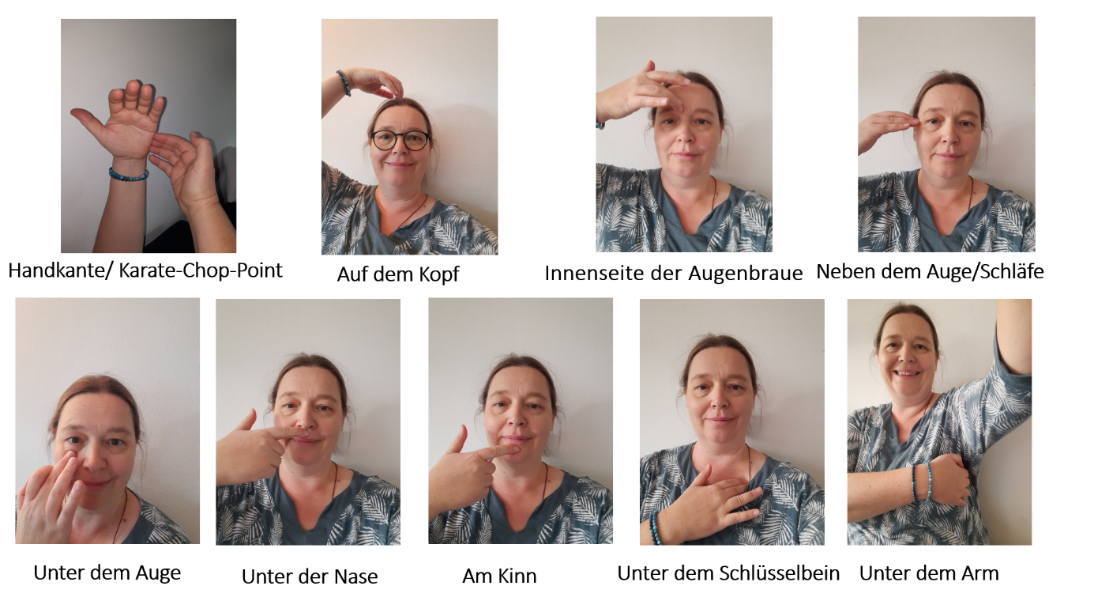 Handkante/ Karate-Chop-Point
Auf dem Kopf
Innenseite der Augenbraue
Neben dem Auge/Schläfe
Unter dem Auge
Unter der Nase
Am Kinn
Unter dem Schlüsselbein
Unter dem Arm